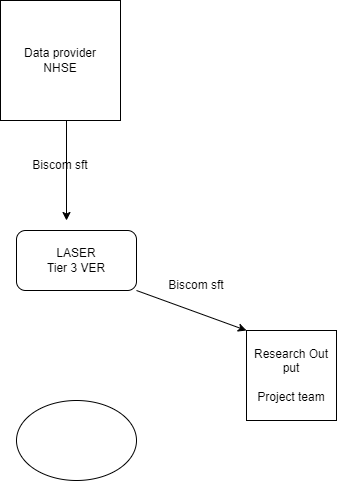 Data provider
NHSE
Biscom sft
LASER
Tier 3 VER
Biscom sft
Research Out
put
Project team